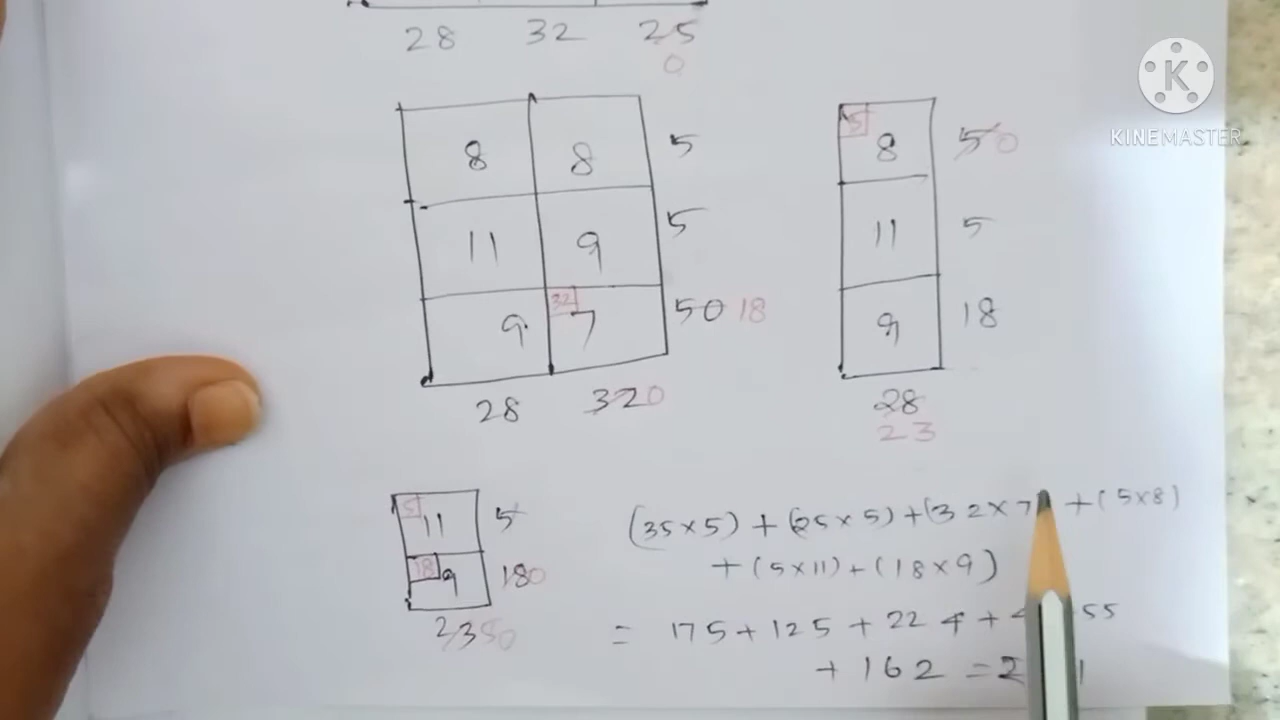 28 32 25
0
8 8 5
11 9 5
9 32 7 50 18
28 320
5 8 50
11 5
9 18
28
23
5 11 5
18 9 180
(35×5) + (25×5) + (32×7 + (5×8)
+ (5×11) + (18×9)
= 175 + 125 + 224 + 55
+ 162 =
K
KINEMASTER